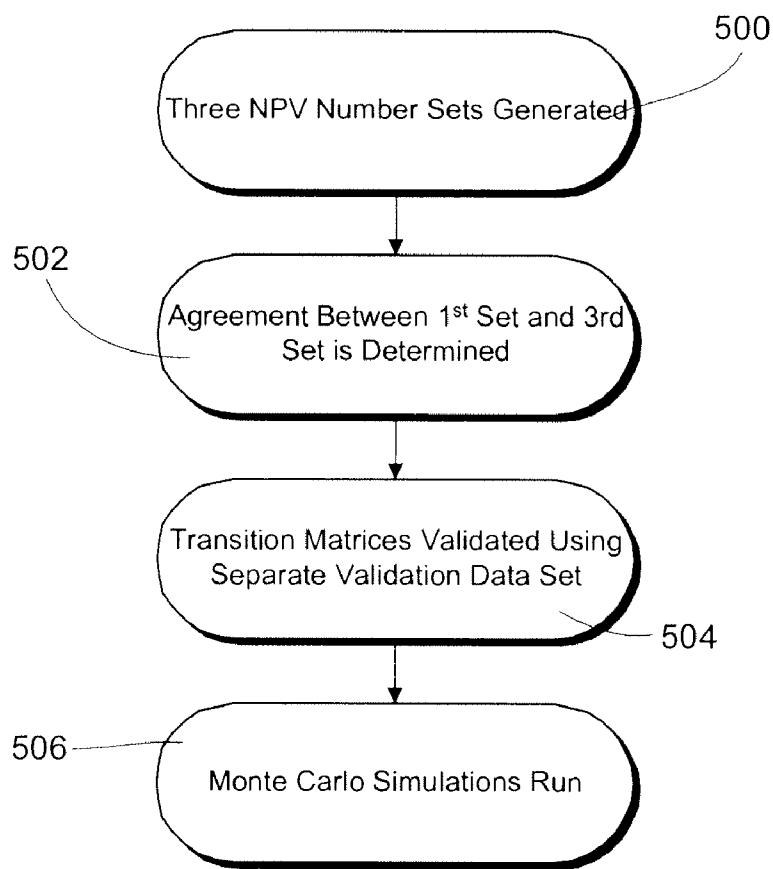 500
Three NPV Number Sets Generated
502
Agreement Between 1st Set and 3rd
Set is Determined
Transition Matrices Validated Using
Separate Validation Data Set
504
506
Monte Carlo Simulations Run